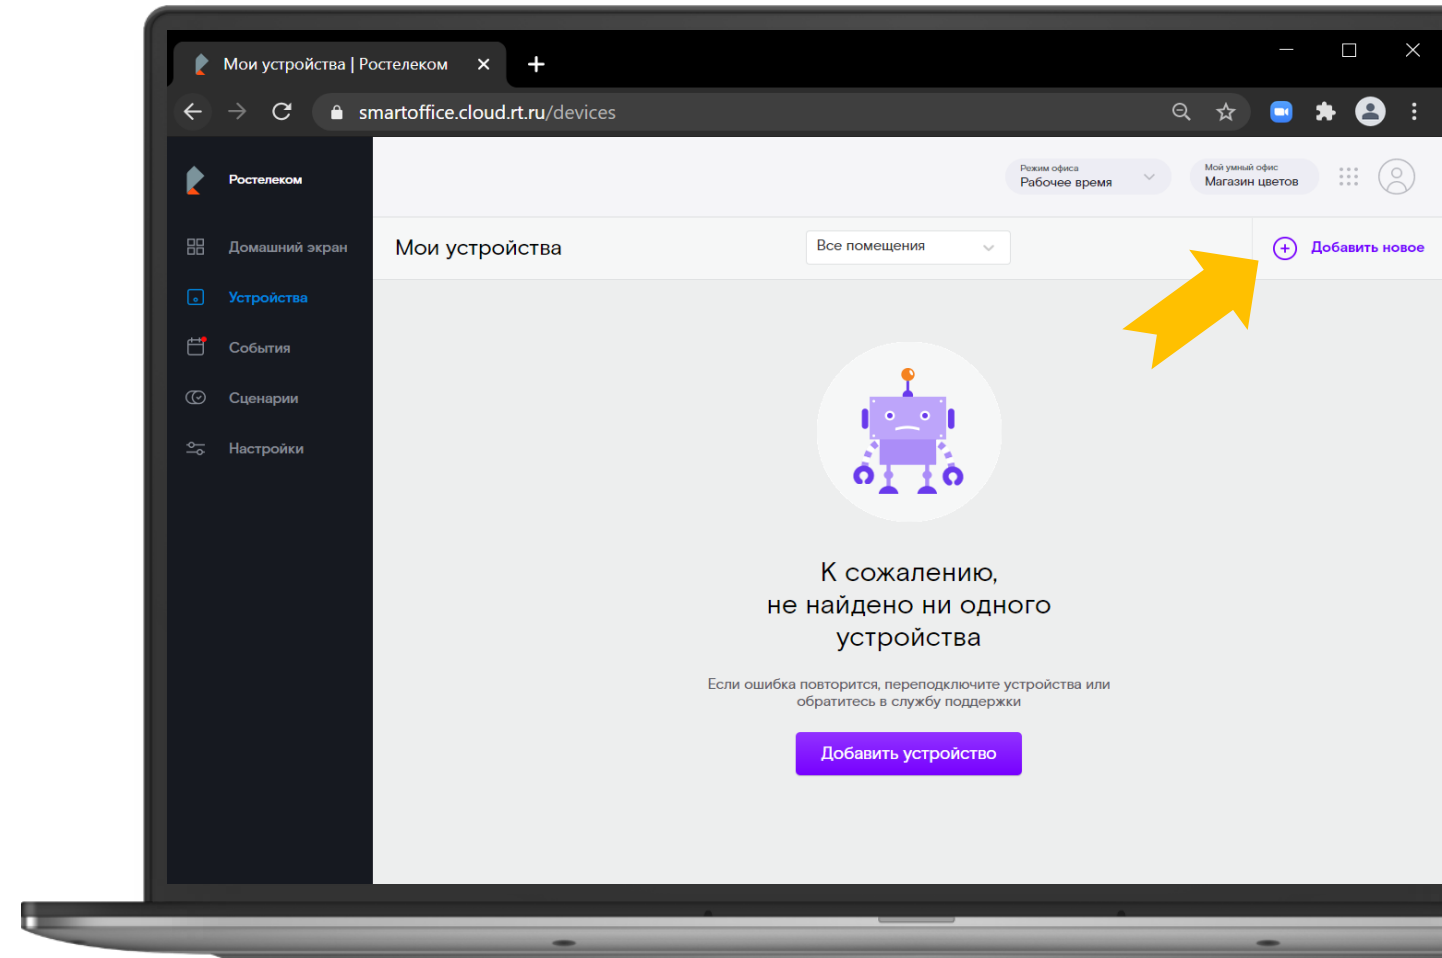 Мои устройства | Ростелеком
smartoffice.cloud.rt.ru/devices
Ростелеком
Режим офиса
Рабочее время
Мой умный офис
Магазин цветов
Домашний экран
Мои устройства
Все помещения
Добавить новое
Устройства
События
Сценарии
Настройки
К сожалению,
не найдено ни одного
устройства
Если ошибка повторится, переподключите устройства или
обратитесь в службу поддержки
Добавить устройство